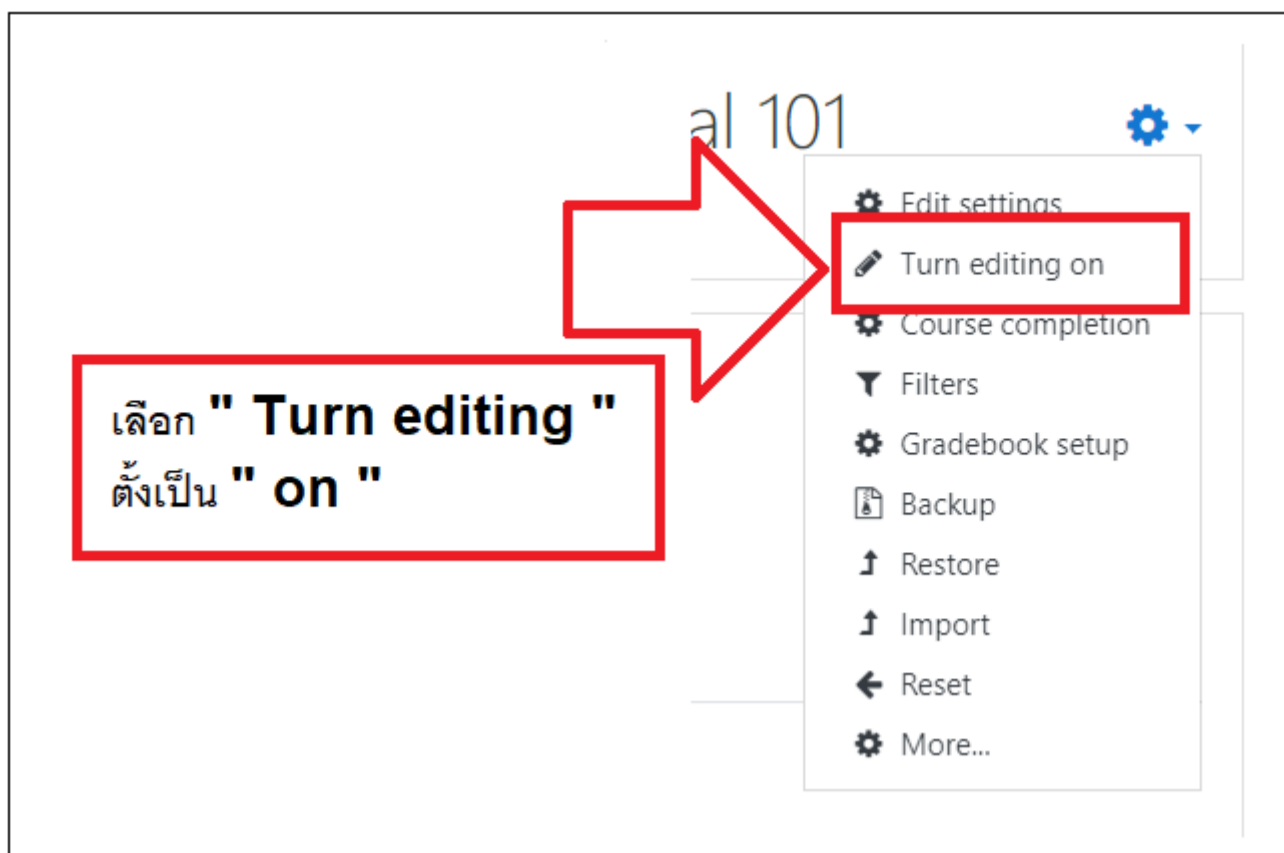 al 101
Edit settings
Turn editing on
Course completion
Filters
Gradebook setup
Backup
Restore
Import
Reset
More...
เลือก " Turn editing "
ตั้งเป็น " on "